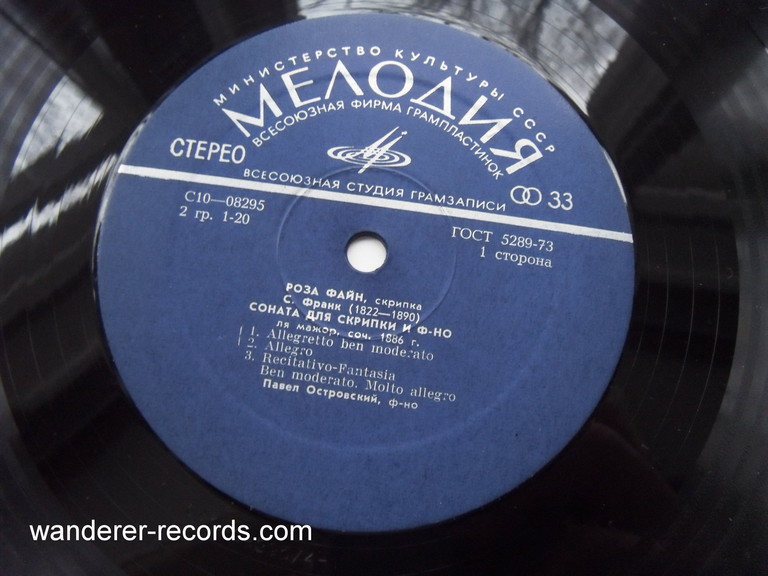 МИНИСТЕРСТВО КУЛЬТУРЫ СССР
МЕЛОДИЯ
ВСЕСОЮЗНАЯ ФИРМА ГРАМПЛАСТИНОК
СТЕРЕО
ВСЕСОЮЗНАЯ СТУДИЯ ГРАМЗАПИСИ
33
С10—08295
2 гр. 1-20
ГОСТ 5289-73
1 сторона
РОЗА ФАЙН, скрипка
С. Франк (1822—1890)
СОНАТА ДЛЯ СКРИПКИ И Ф-НО
ля мажор, соч. 1886 г.
1. Allegretto ben moderato
2. Allegro
3. Recitativo-Fantasia
Ben moderato. Molto allegro
Павел Островский, ф-но
wanderer-records.com